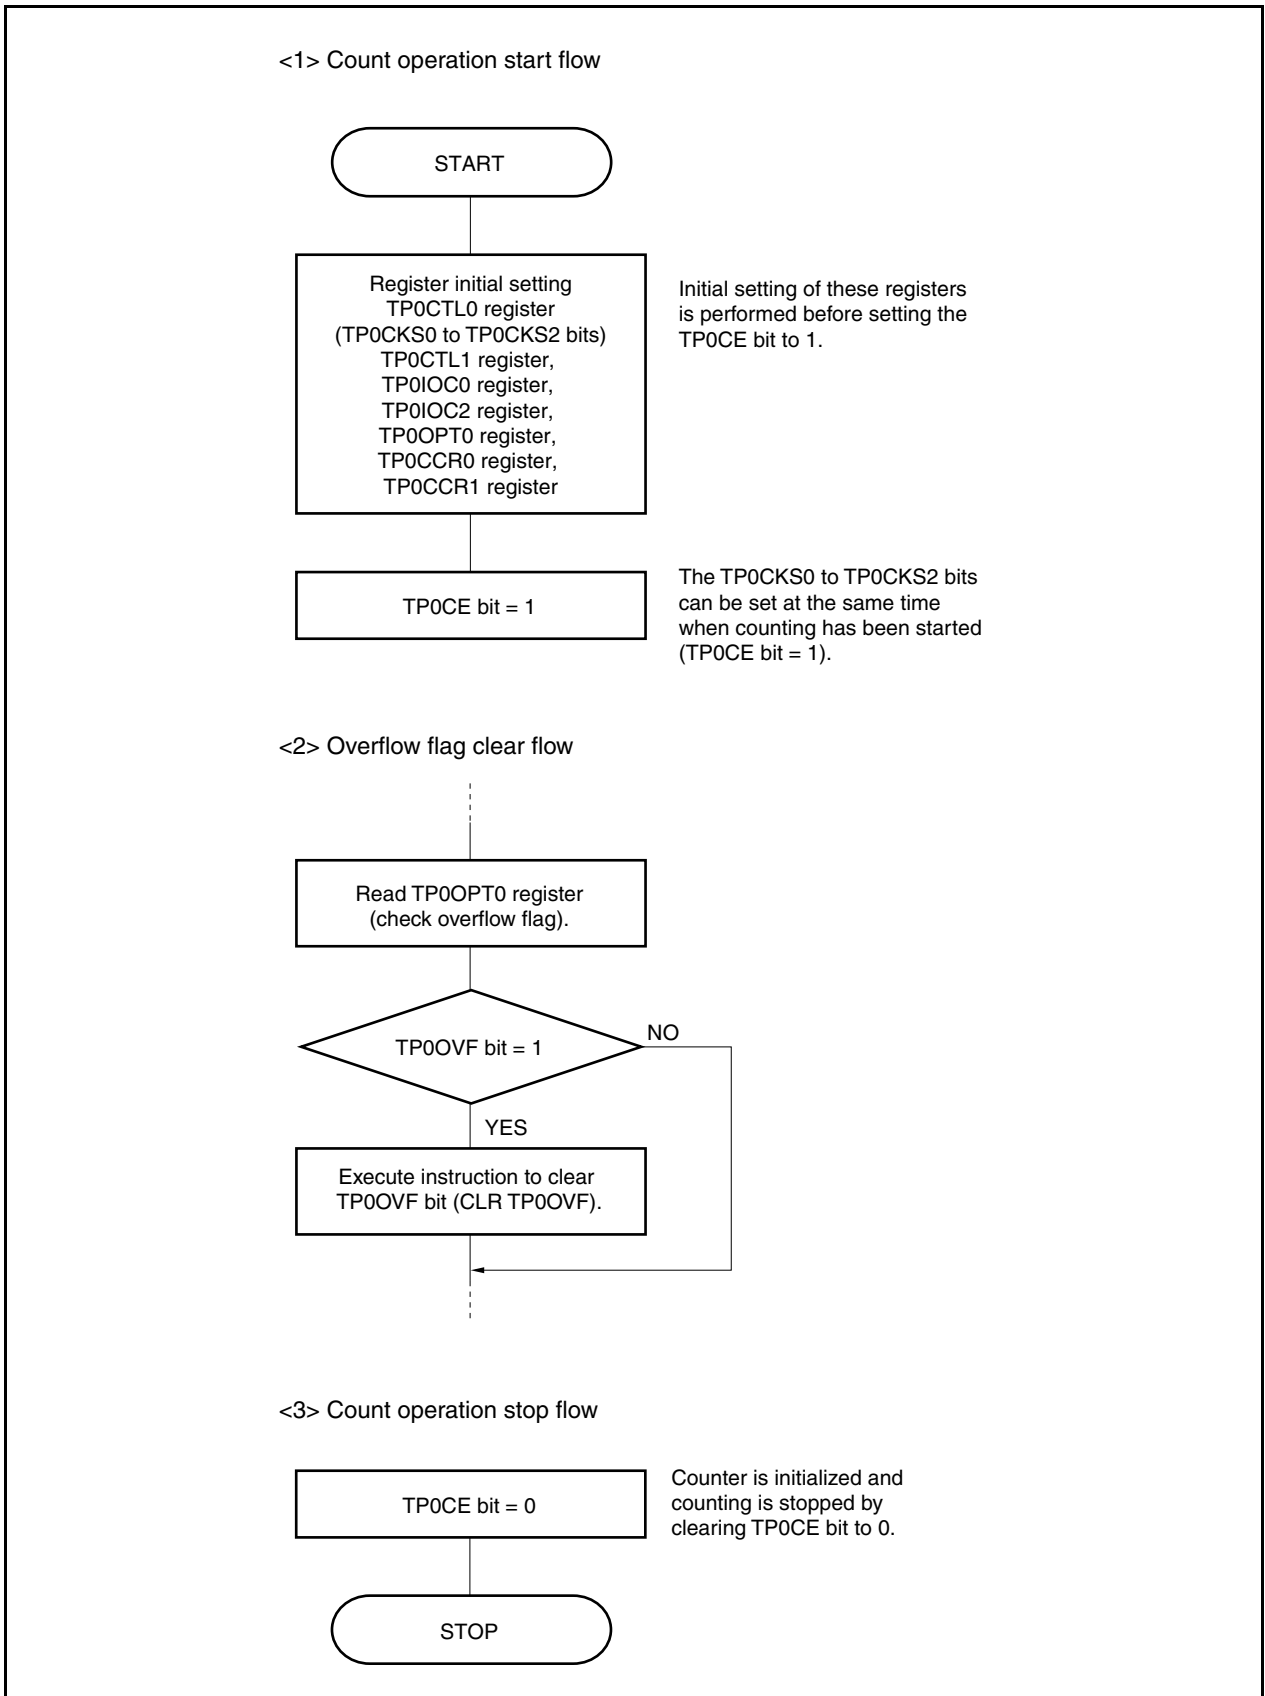 <1> Count operation start flow
START
Register initial setting
TP0CTL0 register
(TP0CKS0 to TP0CKS2 bits)
TP0CTL1 register,
TP0IOC0 register,
TP0IOC2 register,
TP0OPT0 register,
TP0CCR0 register,
TP0CCR1 register
Initial setting of these registers
is performed before setting the
TP0CE bit to 1.
TP0CE bit = 1
The TP0CKS0 to TP0CKS2 bits
can be set at the same time
when counting has been started
(TP0CE bit = 1).
<2> Overflow flag clear flow
Read TP0OPT0 register
(check overflow flag).
TP0OVF bit = 1
NO
YES
Execute instruction to clear
TP0OVF bit (CLR TP0OVF).
<3> Count operation stop flow
TP0CE bit = 0
Counter is initialized and
counting is stopped by
clearing TP0CE bit to 0.
STOP